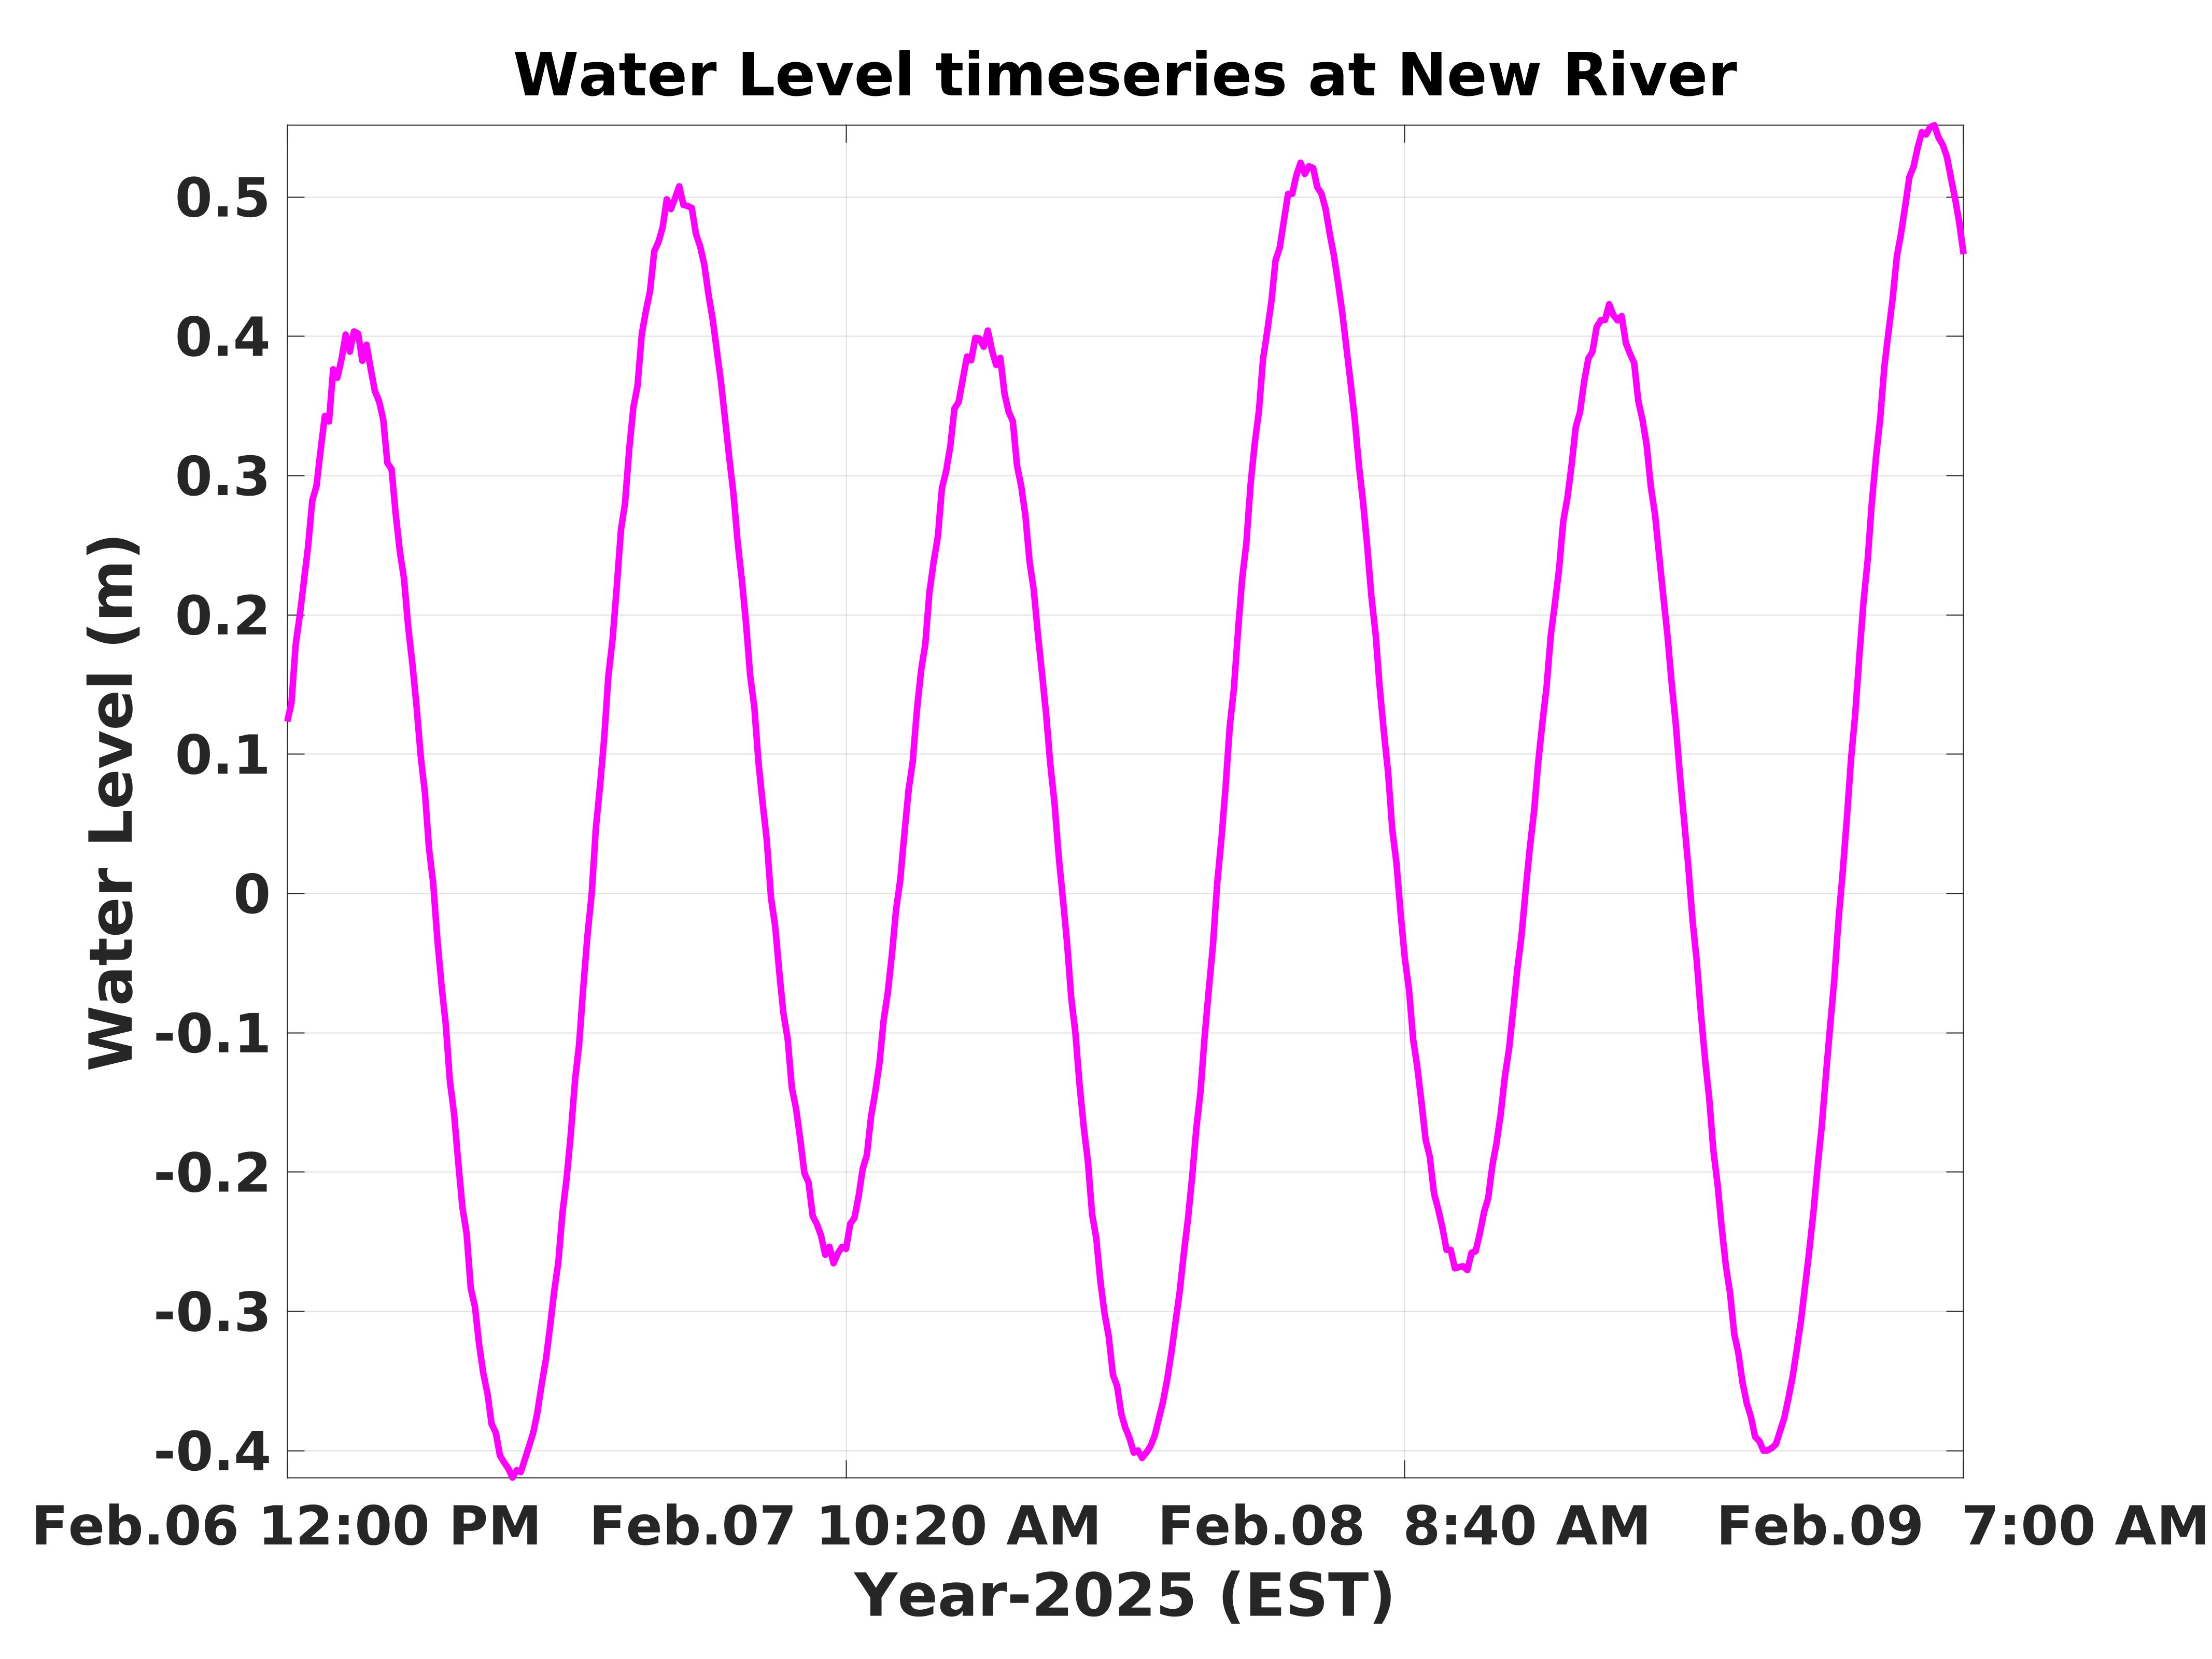 Water Level timeseries at New River
0.5
0.4
0.3
0.2
0.1
0
-0.1
-0.2
-0.3
-0.4
Water Level (m)
Feb.06 12:00 PM Feb.07 10:20 AM Feb.08 8:40 AM Feb.09 7:00 AM
Year-2025 (EST)